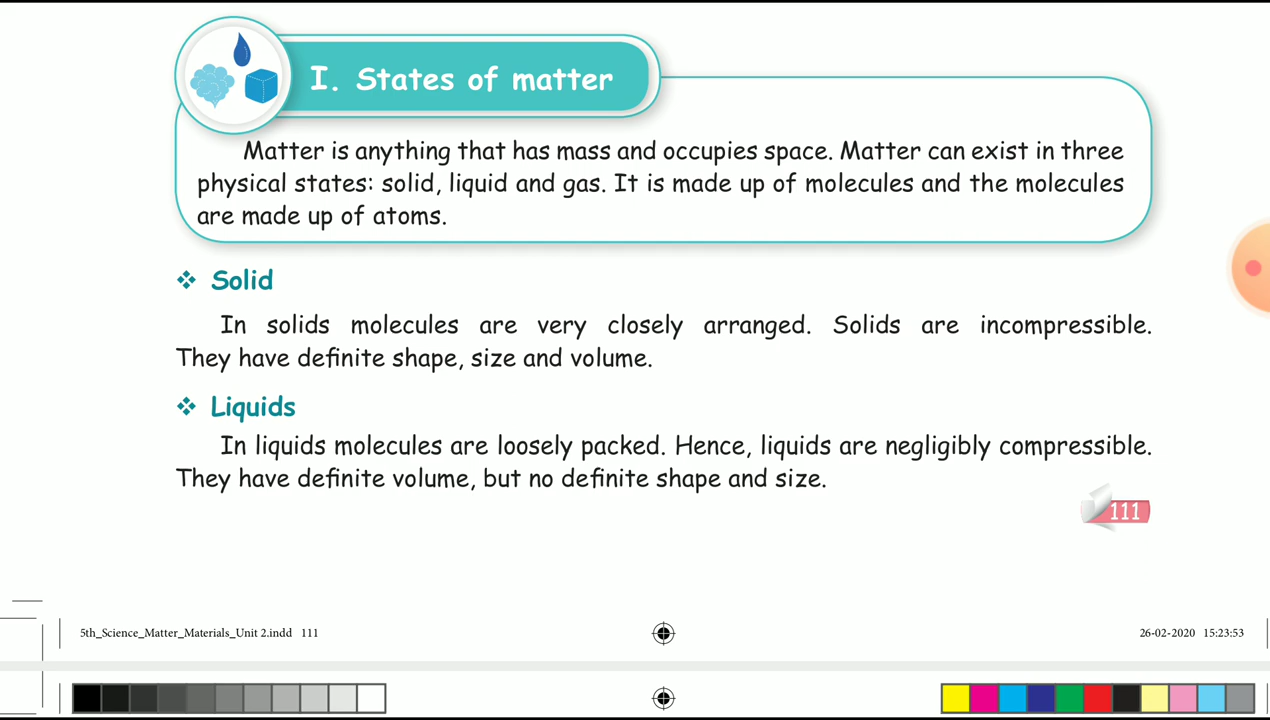 I. States of matter
Matter is anything that has mass and occupies space. Matter can exist in three
physical states: solid, liquid and gas. It is made up of molecules and the molecules
are made up of atoms.
❖ Solid
In solids molecules are very closely arranged. Solids are incompressible.
They have definite shape, size and volume.
❖ Liquids
In liquids molecules are loosely packed. Hence, liquids are negligibly compressible.
They have definite volume, but no definite shape and size.
111
5th_Science_Matter_Materials_Unit 2.indd 111
26-02-2020 15:23:53